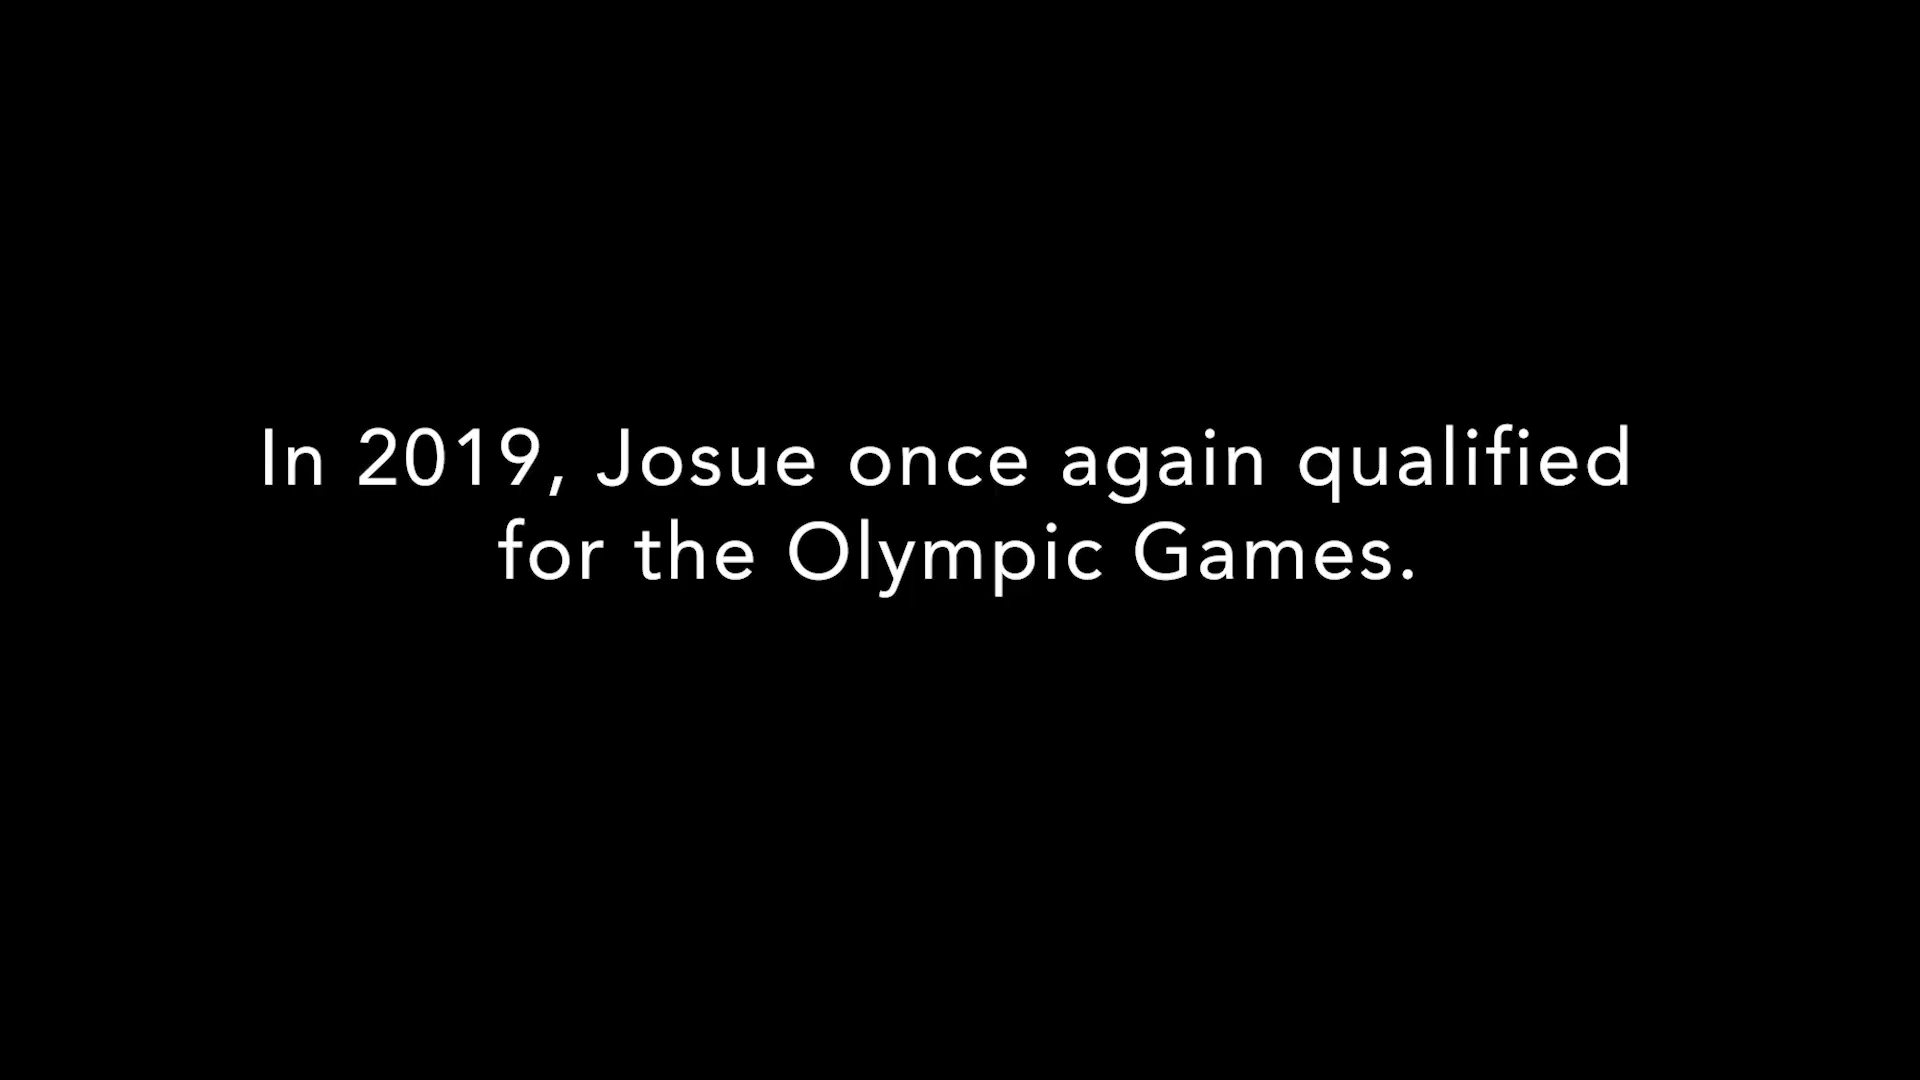 In 2019, Josue once again qualified
for the Olympic Games.